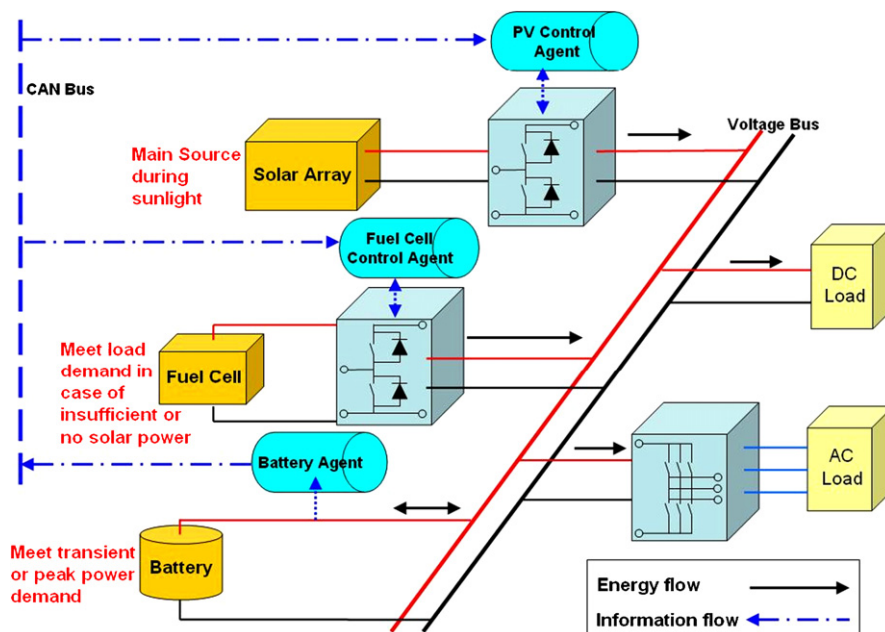 PV Control
Agent
CAN Bus
Voltage Bus
Main Source
during
sunlight
Solar Array
Fuel Cell
Control Agent
DC
Load
Meet load
demand in
case of
insufficient or
no solar power
Fuel Cell
Battery Agent
AC
Load
Meet transient
or peak power
demand
Battery
Energy flow
Information flow